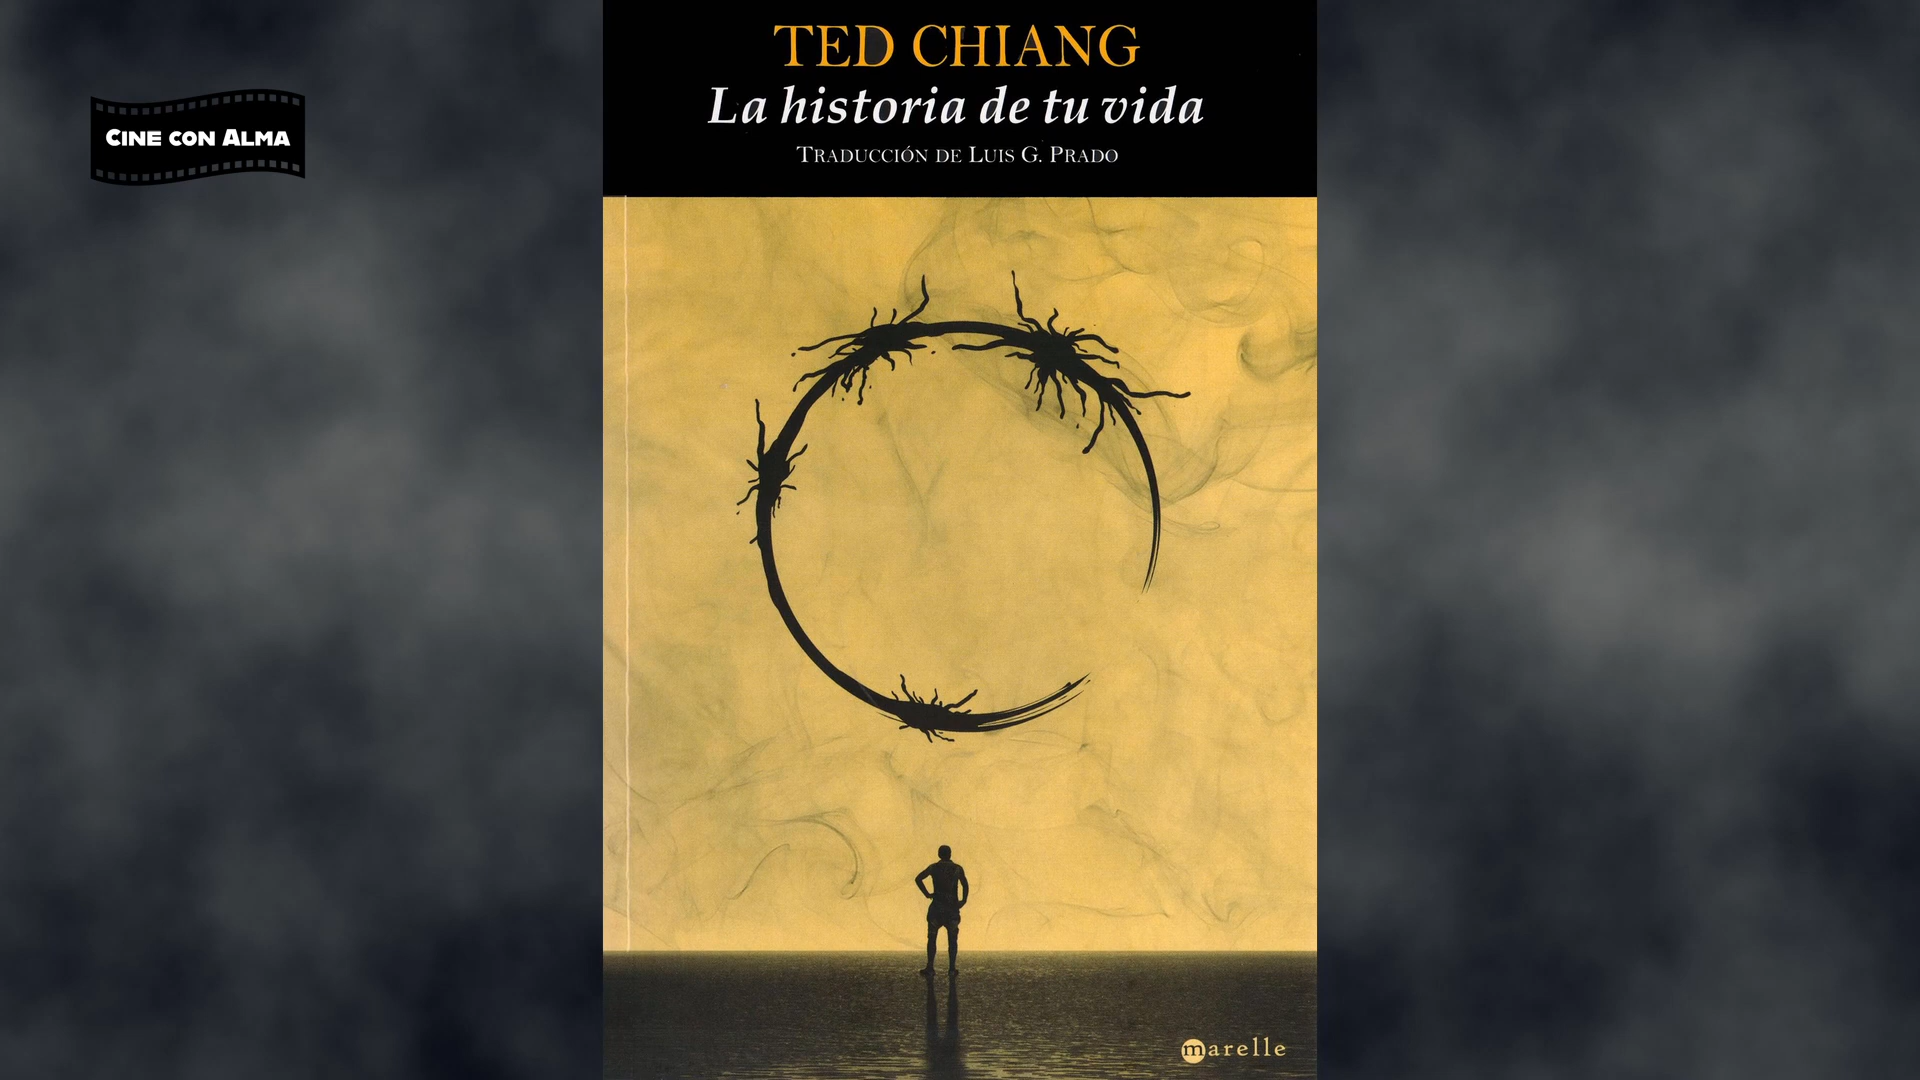 TED CHIANG
La historia de tu vida
TRADUCCIÓN DE LUIS G. PRADO
CINE CON ALMA
marelle